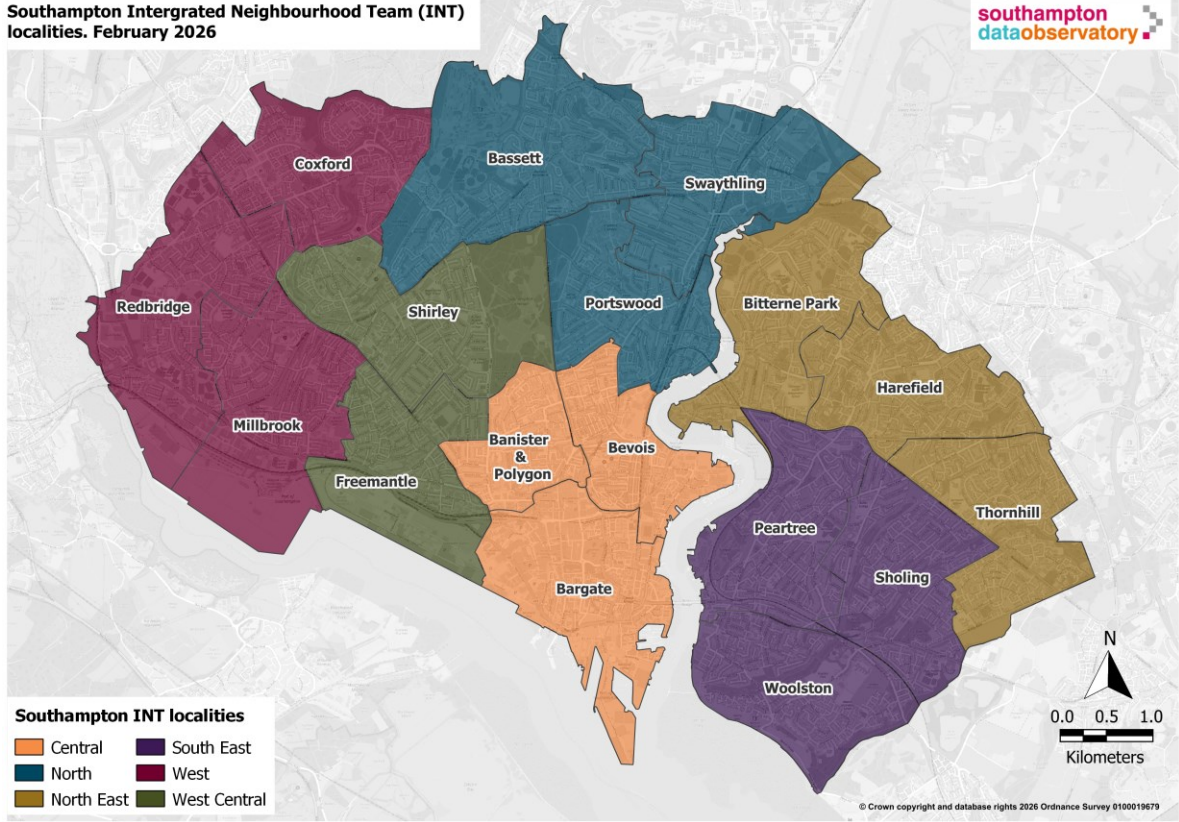 Southampton Intergrated Neighbourhood Team (INT)
localities. February 2026
southampton
dataobservatory
Coxford
Bassett
Swaythling
Redbridge
Shirley
Portswood
Bitterne Park
Harefield
Millbrook
Banister
&
Polygon
Bevois
Freemantle
Thornhill
Peartree
Sholing
Bargate
Woolston
N
0.0 0.5 1.0
Kilometers
Southampton INT localities
Central
South East
North
West
North East
West Central
© Crown copyright and database rights 2026 Ordnance Survey 0100019679